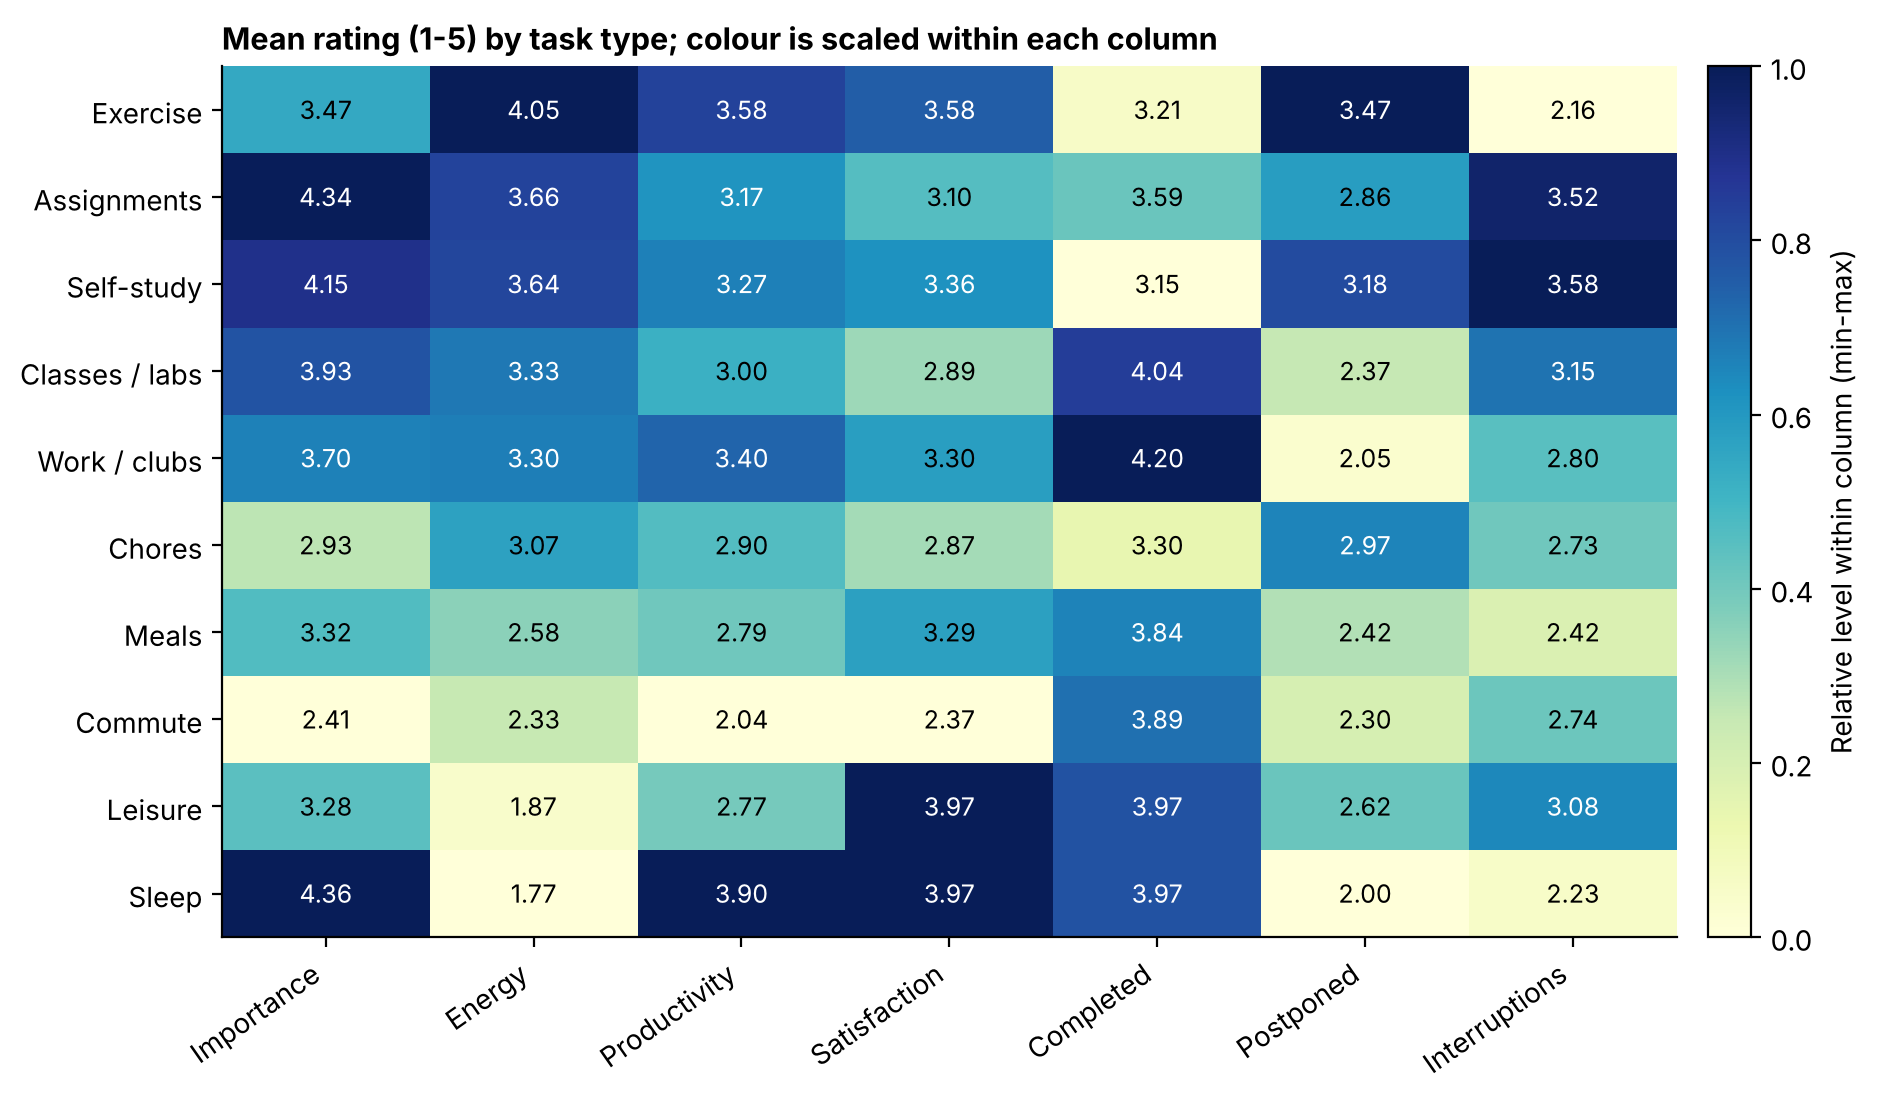 Mean rating (1-5) by task type; colour is scaled within each column
Exercise 3.47 4.05 3.58 3.58 3.21 3.47 2.16
Assignments 4.34 3.66 3.17 3.10 3.59 2.86 3.52
Self-study 4.15 3.64 3.27 3.36 3.15 3.18 3.58
Classes / labs 3.93 3.33 3.00 2.89 4.04 2.37 3.15
Work / clubs 3.70 3.30 3.40 3.30 4.20 2.05 2.80
Chores 2.93 3.07 2.90 2.87 3.30 2.97 2.73
Meals 3.32 2.58 2.79 3.29 3.84 2.42 2.42
Commute 2.41 2.33 2.04 2.37 3.89 2.30 2.74
Leisure 3.28 1.87 2.77 3.97 3.97 2.62 3.08
Sleep 4.36 1.77 3.90 3.97 3.97 2.00 2.23
Importance Energy Productivity Satisfaction Completed Postponed Interruptions
1.0
0.8
0.6
0.4
0.2
0.0
Relative level within column (min-max)